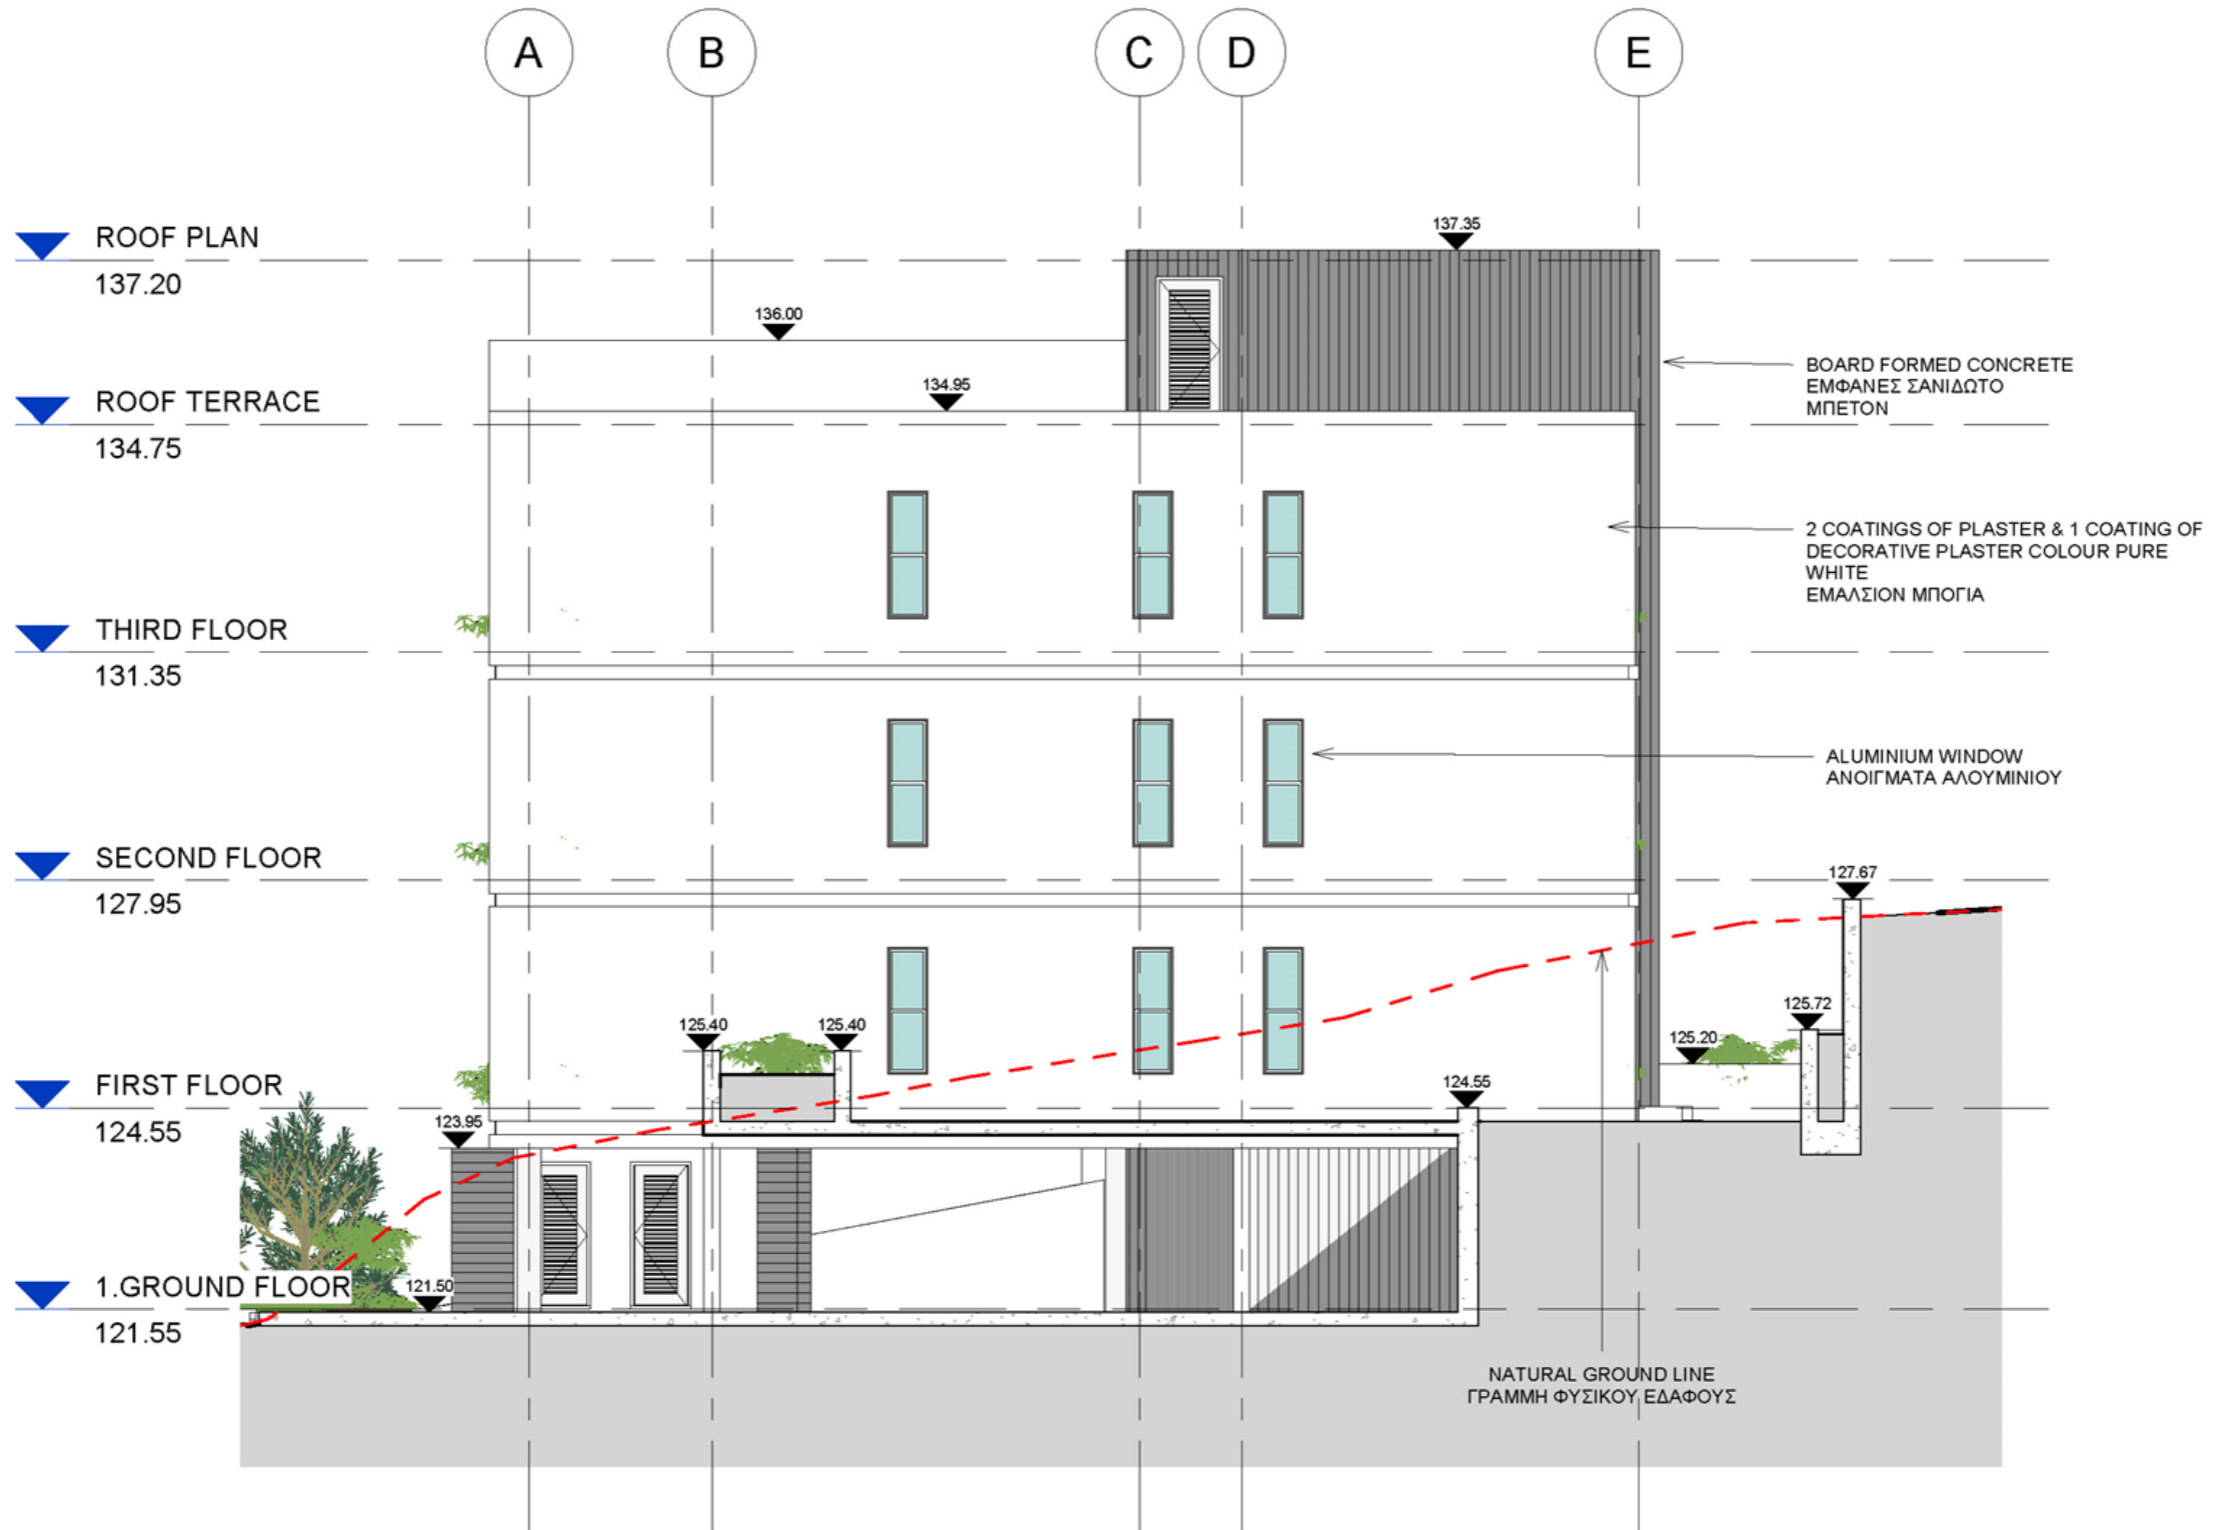 A B C D E
137.35
ROOF PLAN
137.20
136.00
BOARD FORMED CONCRETE
ΕΜΦΑΝΕΣ ΣΑΝΙΔΩΤΟ
ΜΠΕΤΟΝ
134.95
ROOF TERRACE
134.75
2 COATINGS OF PLASTER & 1 COATING OF
DECORATIVE PLASTER COLOUR PURE
WHITE
ΕΜΑΛΣΙΟΝ ΜΠΟΓΙΑ
THIRD FLOOR
131.35
ALUMINIUM WINDOW
ΑΝΟΙΓΜΑΤΑ ΑΛΟΥΜΙΝΙΟΥ
SECOND FLOOR
127.95
127.67
125.72
125.40 125.40
125.20
FIRST FLOOR
124.55
124.55
123.95
1.GROUND FLOOR
121.50
121.55
NATURAL GROUND LINE
ΓΡΑΜΜΗ ΦΥΣΙΚΟΥ ΕΔΑΦΟΥΣ